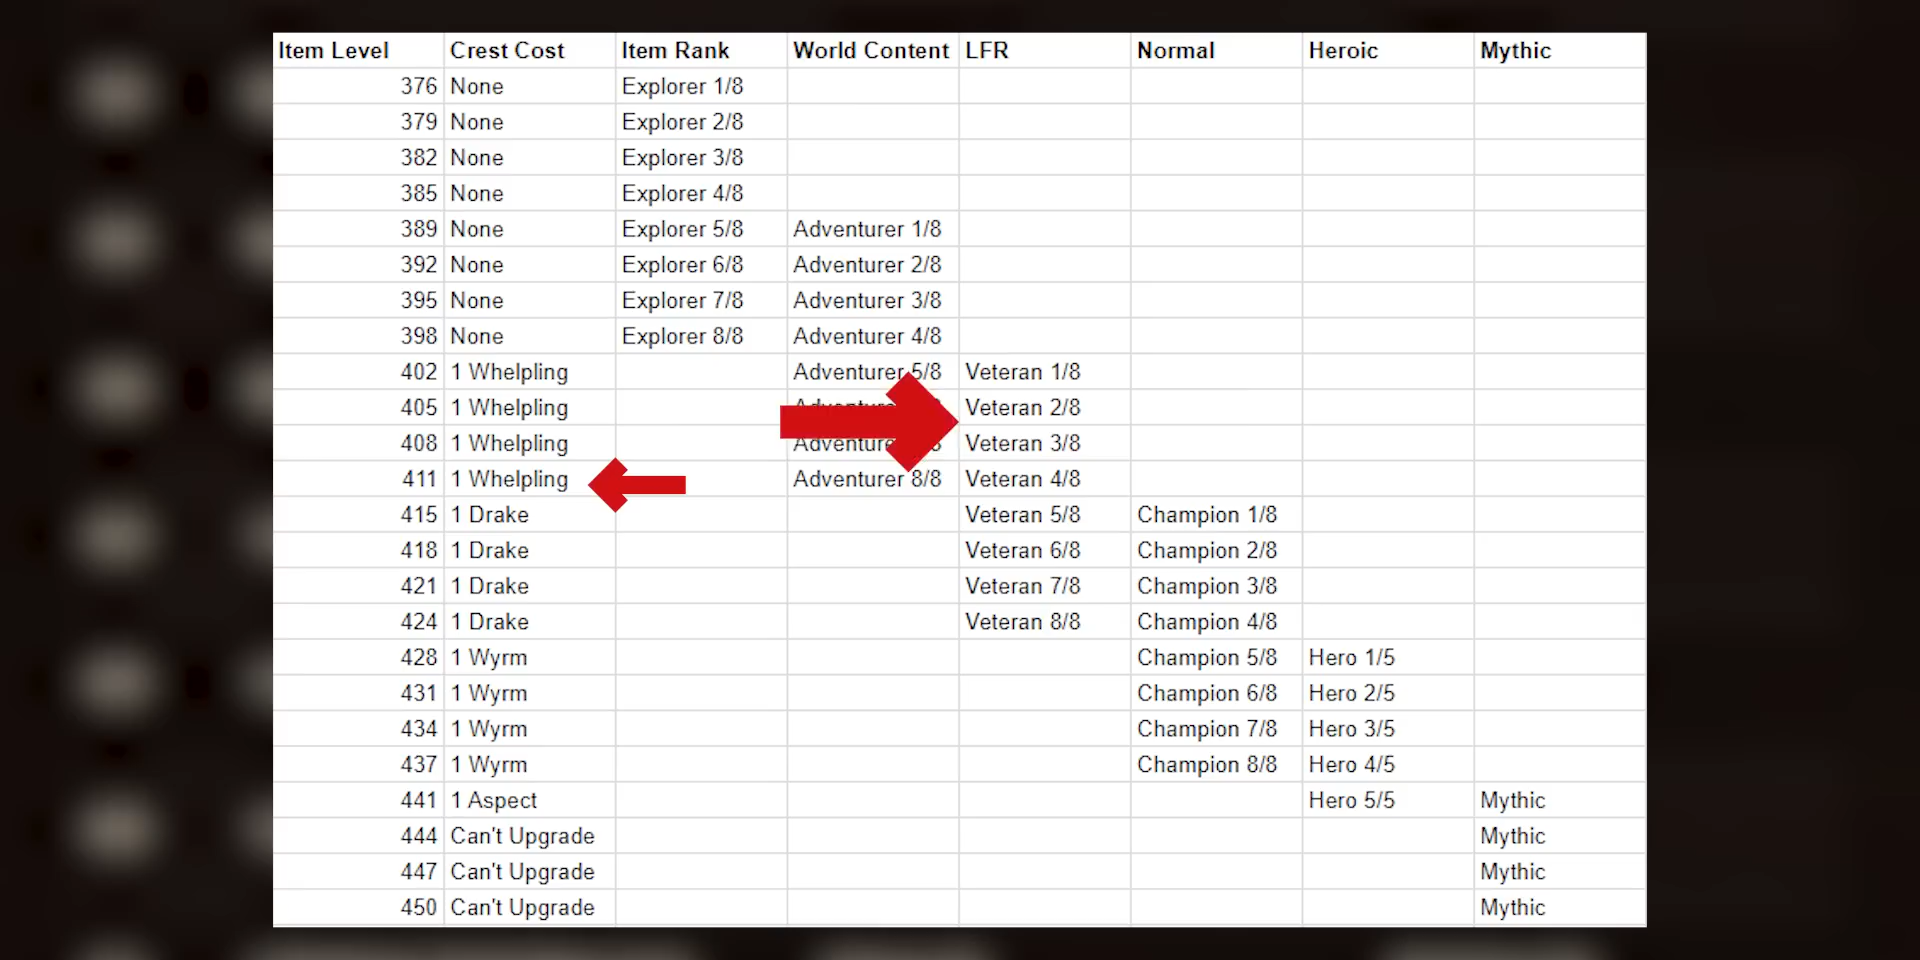 Item Level Crest Cost Item Rank World Content LFR Normal Heroic Mythic
376 None Explorer 1/8
379 None Explorer 2/8
382 None Explorer 3/8
385 None Explorer 4/8
389 None Explorer 5/8 Adventurer 1/8
392 None Explorer 6/8 Adventurer 2/8
395 None Explorer 7/8 Adventurer 3/8
398 None Explorer 8/8 Adventurer 4/8
402 1 Whelpling Adventurer 5/8 Veteran 1/8
405 1 Whelpling Veteran 2/8
408 1 Whelpling Veteran 3/8
411 1 Whelpling Adventurer 8/8 Veteran 4/8
415 1 Drake Veteran 5/8 Champion 1/8
418 1 Drake Veteran 6/8 Champion 2/8
421 1 Drake Veteran 7/8 Champion 3/8
424 1 Drake Veteran 8/8 Champion 4/8
428 1 Wyrm Champion 5/8 Hero 1/5
431 1 Wyrm Champion 6/8 Hero 2/5
434 1 Wyrm Champion 7/8 Hero 3/5
437 1 Wyrm Champion 8/8 Hero 4/5
441 1 Aspect Hero 5/5 Mythic
444 Can't Upgrade Mythic
447 Can't Upgrade Mythic
450 Can't Upgrade Mythic